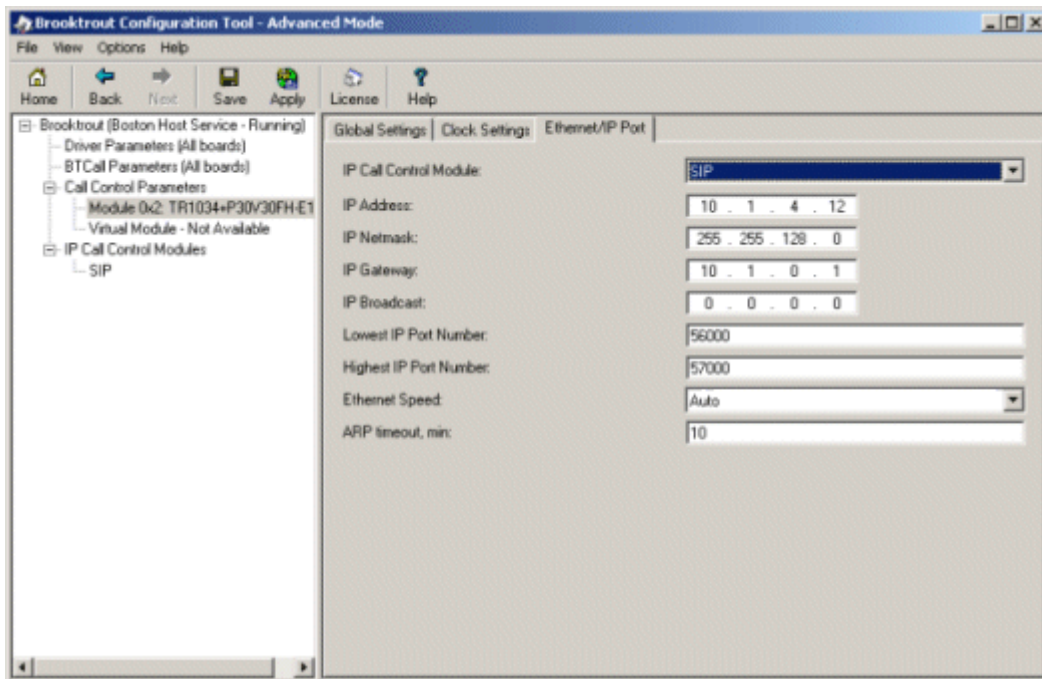 Brooktrout Configuration Tool - Advanced Mode
File View Options Help
Home Back Next Save Apply License Help
Brooktrout (Boston Host Service - Running)
Driver Parameters (All boards)
BTCall Parameters (All boards)
Call Control Parameters
Module 0x2: TR1034+P30V30FH-E1
Virtual Module - Not Available
IP Call Control Modules
SIP
Global Settings Clock Settings Ethernet/IP Port
IP Call Control Module: SIP
IP Address: 10 . 1 . 4 . 12
IP Netmask: 255 . 255 . 128 . 0
IP Gateway: 10 . 1 . 0 . 1
IP Broadcast: 0 . 0 . 0 . 0
Lowest IP Port Number: 56000
Highest IP Port Number: 57000
Ethernet Speed: Auto
ARP timeout, min: 10